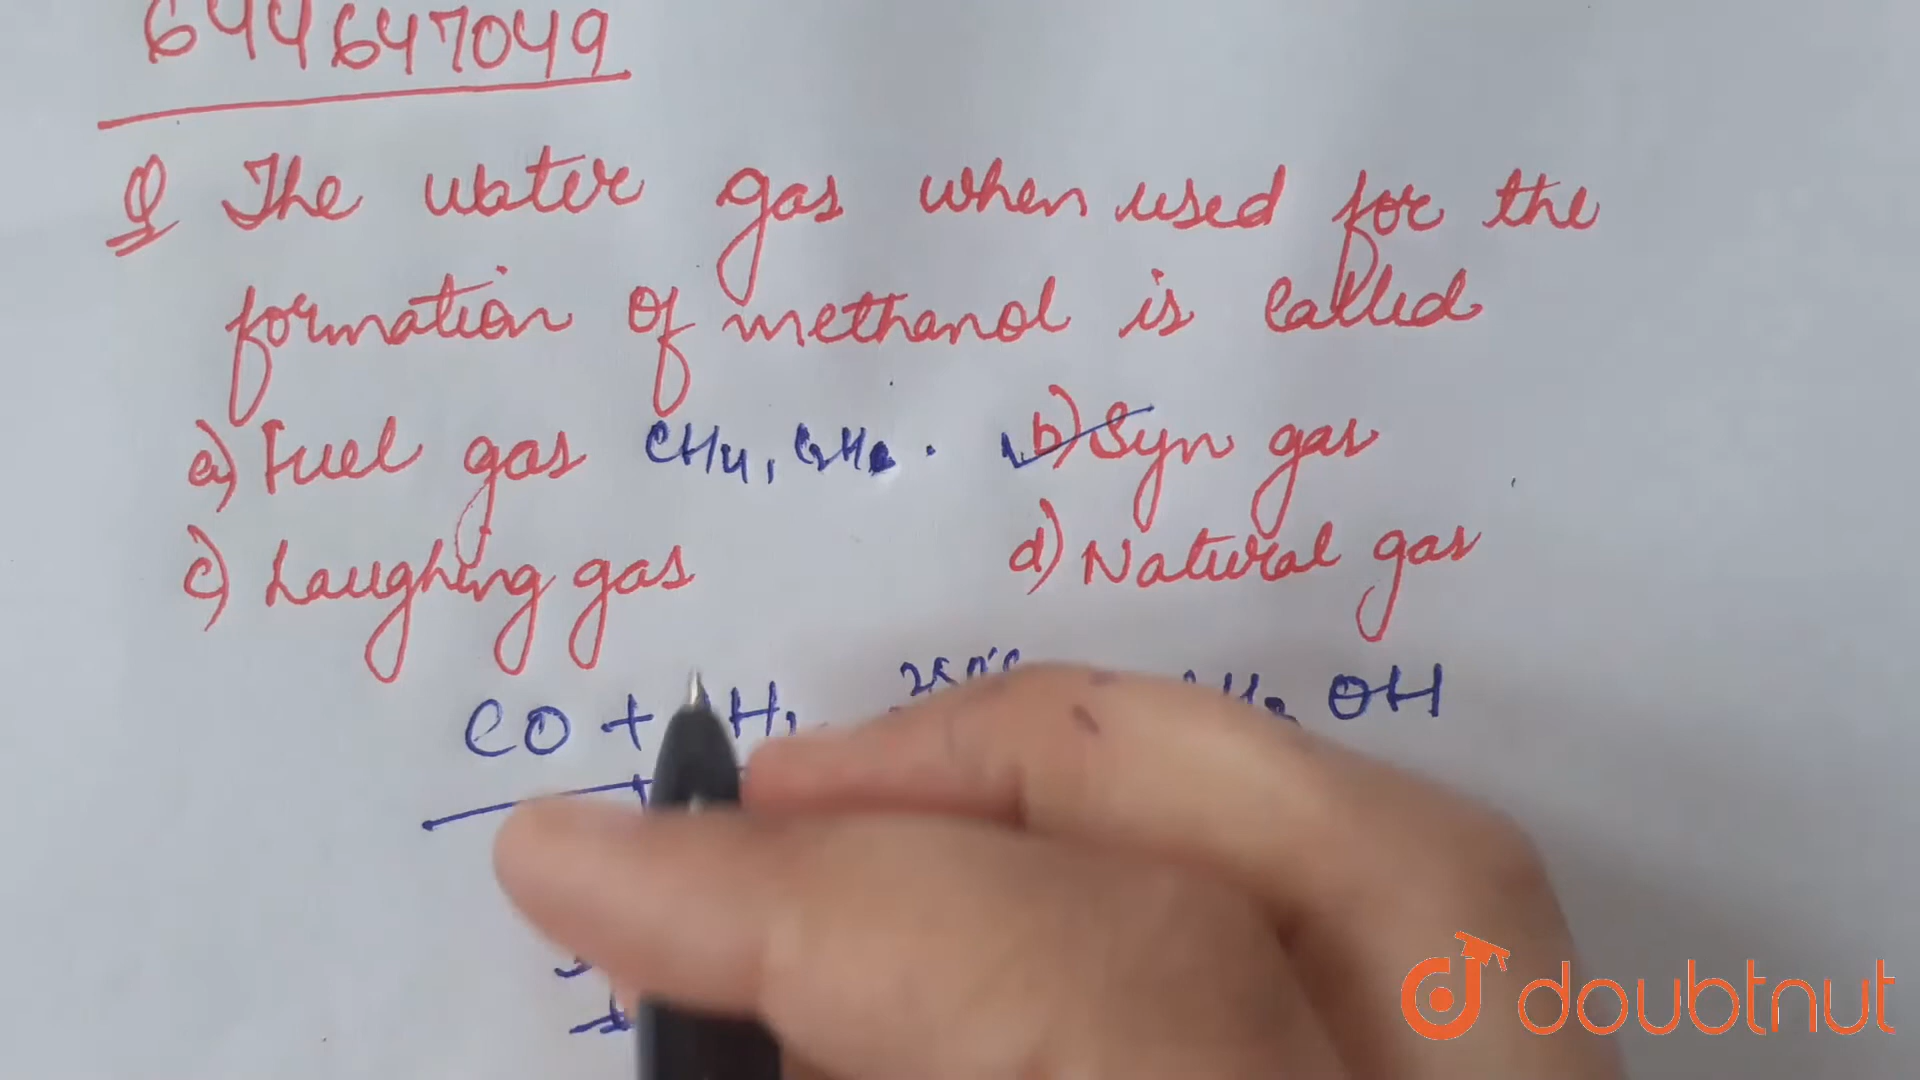 644647049
Q The water gas when used for the
formation of methanol is called
a) Fuel gas CH4, C2H6. b) Syn gas
c) Laughing gas d) Natural gas
CO + H2 OH
doubtnut